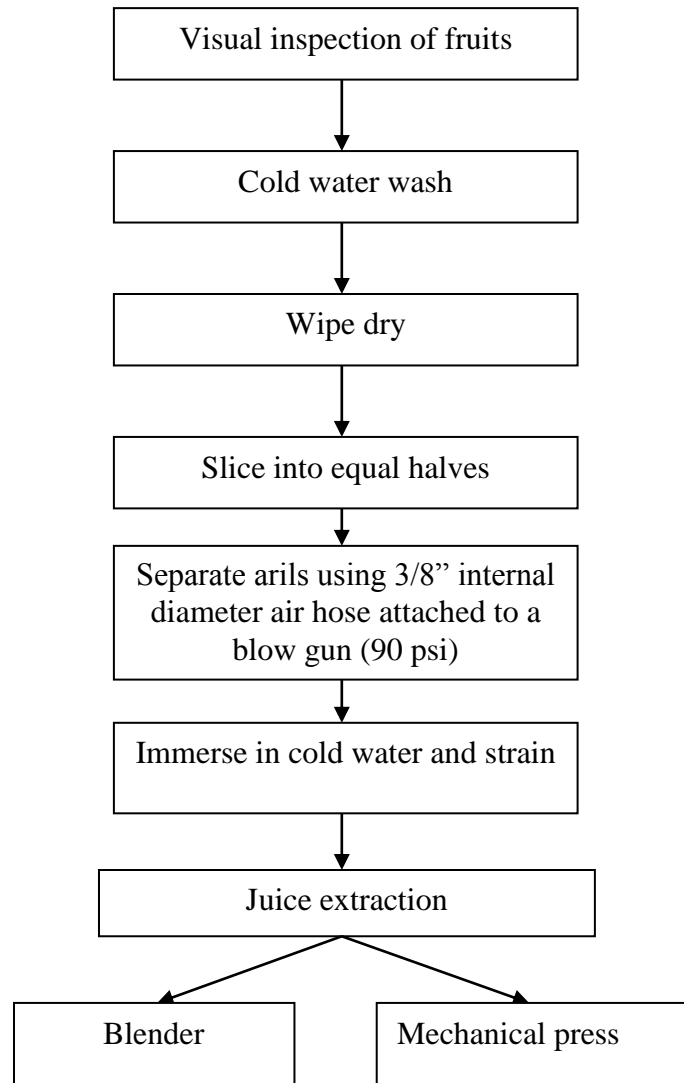 Visual inspection of fruits
Cold water wash
Wipe dry
Slice into equal halves
Separate arils using 3/8” internal
diameter air hose attached to a
blow gun (90 psi)
Immerse in cold water and strain
Juice extraction
Blender
Mechanical press